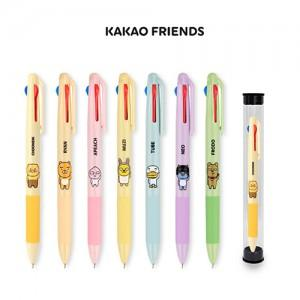 KAKAO FRIENDS
RYAN
APEACH
MUZI
TUBE
NEO
FRODO